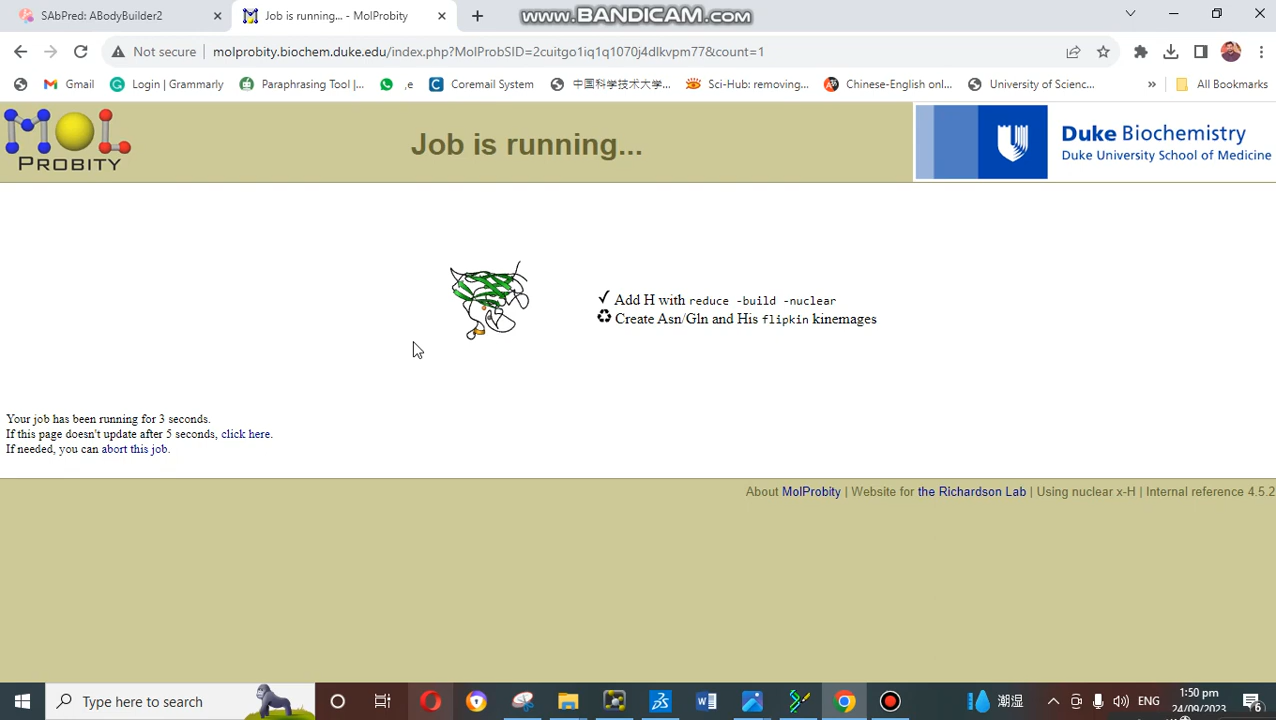 www.BANDICAM.com
SAbPred: ABodyBuilder2
Job is running... - MolProbity
Not secure
molprobity.biochem.duke.edu/index.php?MolProbSID=2cuitgo1iq1q1070j4dlkvpm77&count=1
Gmail
Login | Grammarly
Paraphrasing Tool |...
,e
Coremail System
中国科学技术大学...
Sci-Hub: removing...
Chinese-English onl...
University of Scienc...
»
All Bookmarks
MOL
PROBITY
Job is running...
Duke Biochemistry
Duke University School of Medicine
Add H with reduce -build -nuclear
Create Asn/Gln and His flipkin kinemages
Your job has been running for 3 seconds.
If this page doesn't update after 5 seconds, click here.
If needed, you can abort this job.
About MolProbity | Website for the Richardson Lab | Using nuclear x-H | Internal reference 4.5.2
Type here to search
潮湿
ENG
1:50 pm
24/09/2023
6